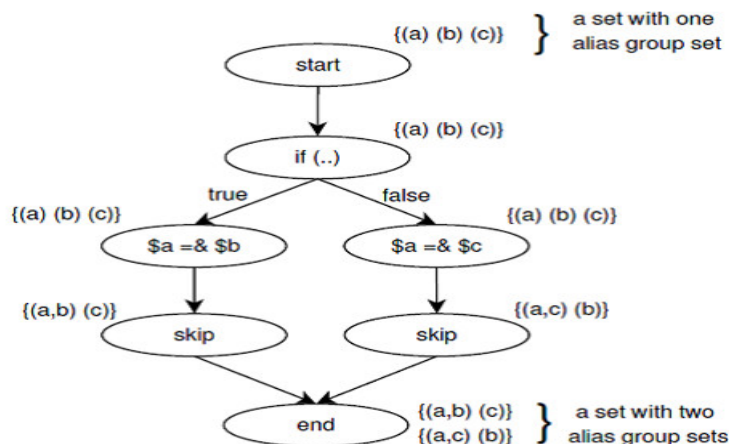 {(a) (b) (c)}
a set with one
alias group set
start
{(a) (b) (c)}
if (..)
true
false
{(a) (b) (c)}
{(a) (b) (c)}
$a =& $b
$a =& $c
{(a,b) (c)}
{(a,c) (b)}
skip
skip
end
{(a,b) (c)}
{(a,c) (b)}
a set with two
alias group sets